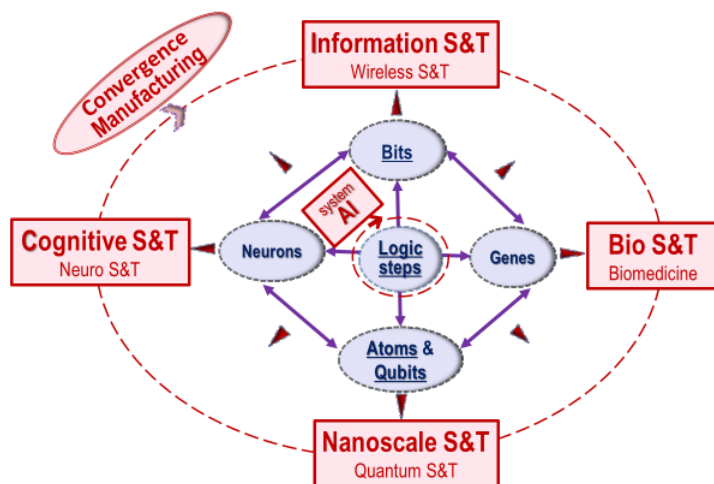 Convergence
Manufacturing
Information S&T
Wireless S&T
Bits
system
AI
Cognitive S&T
Neuro S&T
Neurons
Logic
steps
Genes
Bio S&T
Biomedicine
Atoms &
Qubits
Nanoscale S&T
Quantum S&T